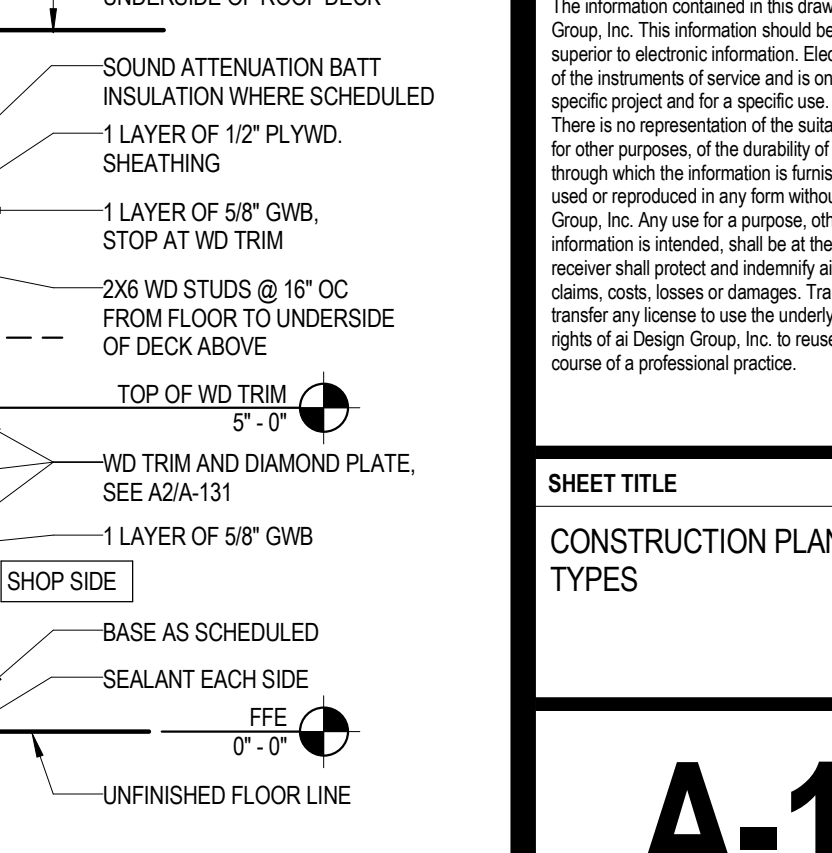 UNDERSIDE OF ROOF DECK
SOUND ATTENUATION BATT
INSULATION WHERE SCHEDULED
1 LAYER OF 1/2" PLYWD.
SHEATHING
1 LAYER OF 5/8" GWB,
STOP AT WD TRIM
2X6 WD STUDS @ 16" OC
FROM FLOOR TO UNDERSIDE
OF DECK ABOVE
TOP OF WD TRIM
5" - 0"
WD TRIM AND DIAMOND PLATE,
SEE A2/A-131
1 LAYER OF 5/8" GWB
SHOP SIDE
BASE AS SCHEDULED
SEALANT EACH SIDE
FFE
0" - 0"
UNFINISHED FLOOR LINE
The information contained in this draw
Group, Inc. This information should be
superior to electronic information. Elec
of the instruments of service and is on
specific project and for a specific use.
There is no representation of the suita
for other purposes, of the durability of
through which the information is furnis
used or reproduced in any form withou
Group, Inc. Any use for a purpose, oth
information is intended, shall be at the
receiver shall protect and indemnify ai
claims, costs, losses or damages. Tra
transfer any license to use the underly
rights of ai Design Group, Inc. to reuse
course of a professional practice.
SHEET TITLE
CONSTRUCTION PLAN
TYPES
A-1